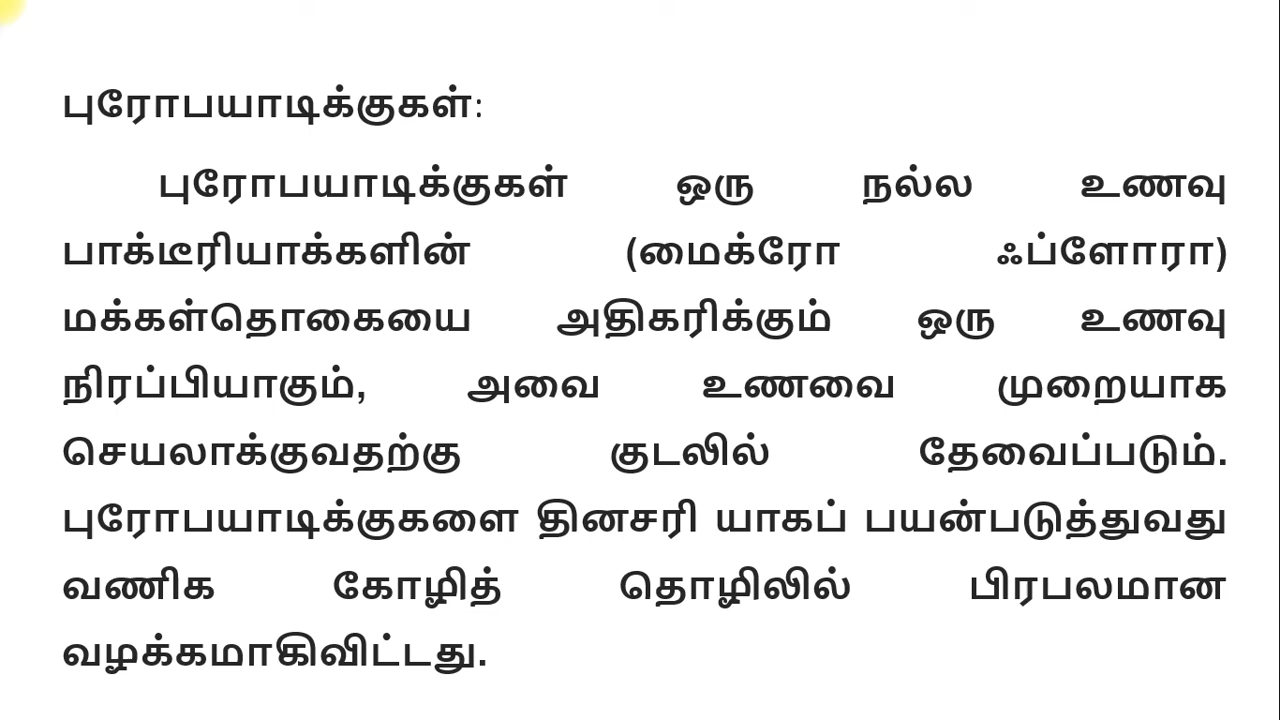 புரோபயாடிக்குகள்:
புரோபயாடிக்குகள் ஒரு நல்ல உணவு
பாக்டீரியாக்களின் (மைக்ரோ ஃப்ளோரா)
மக்கள்தொகையை அதிகரிக்கும் ஒரு உணவு
நிரப்பியாகும், அவை உணவை முறையாக
செயலாக்குவதற்கு குடலில் தேவைப்படும்.
புரோபயாடிக்குகளை தினசரி யாகப் பயன்படுத்துவது
வணிக கோழித் தொழிலில் பிரபலமான
வழக்கமாகிவிட்டது.